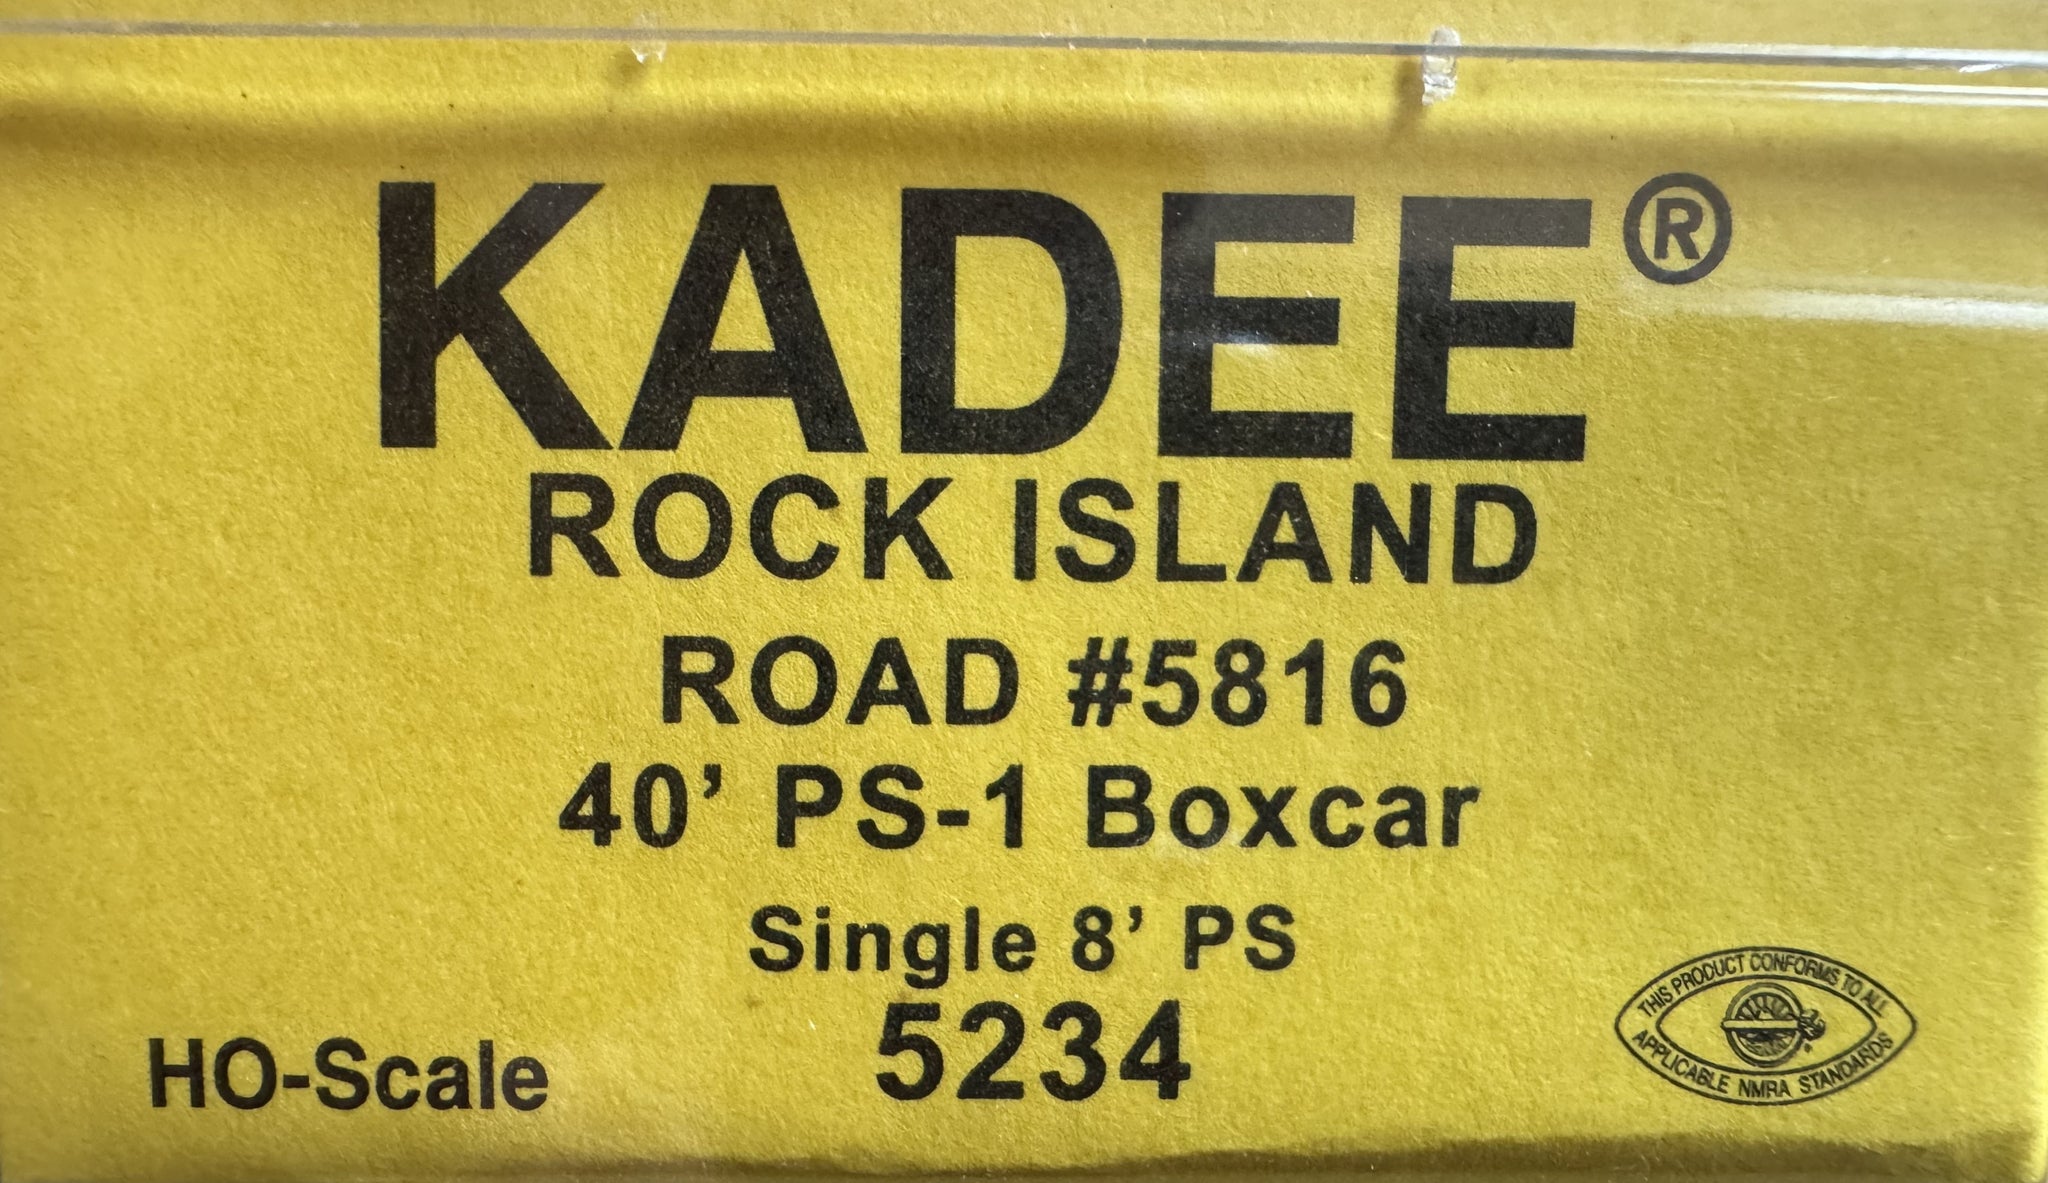 KADEE®
ROCK ISLAND
ROAD #5816
40’ PS-1 Boxcar
Single 8’ PS
5234
HO-Scale
THIS PRODUCT CONFORMS TO ALL
APPLICABLE NMRA STANDARDS